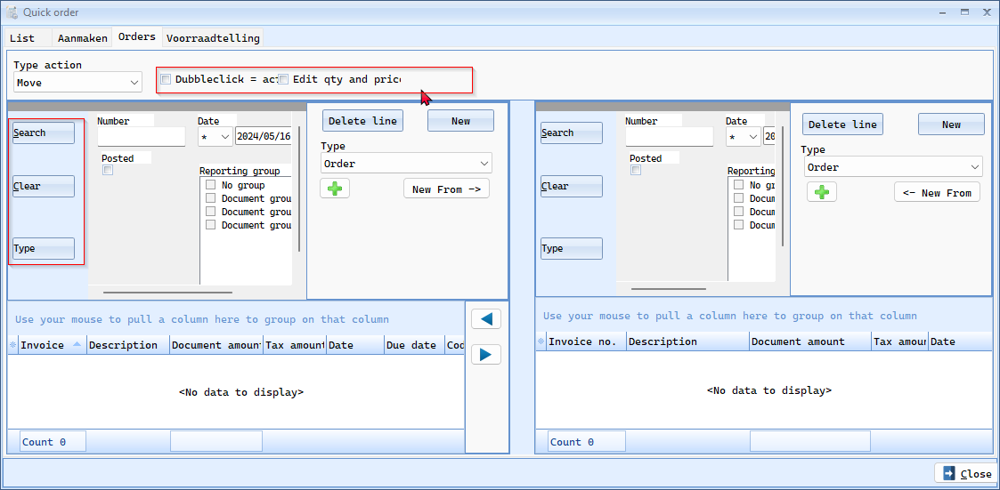 Quick order
List Aanmaken Orders Voorraadtelling
Type action
Move
Dubbleclick = act Edit qty and price
Search
Clear
Type
Number Date
* 2024/05/16
Posted
Reporting group
No group
Document grou
Document grou
Document grou
Delete line New
Type
Order
New From ->
Search
Clear
Type
Number Date
* 20
Posted
Reporting
No gr
Docum
Docum
Docum
Delete line New
Type
Order
<- New From
Use your mouse to pull a column here to group on that column
Invoice Description Document amount Tax amount Date Due date Cod
<No data to display>
Count 0
Use your mouse to pull a column here to group on that column
Invoice no. Description Document amount Tax amoun Date
<No data to display>
Count 0
Close